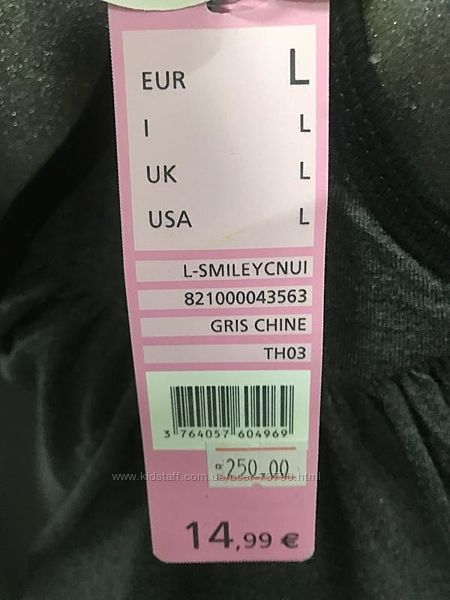 EUR L
I L
UK L
USA L
L-SMILEYCNUI
821000043563
GRIS CHINE
TH03
3 764057 604969
250,00
14,99 €